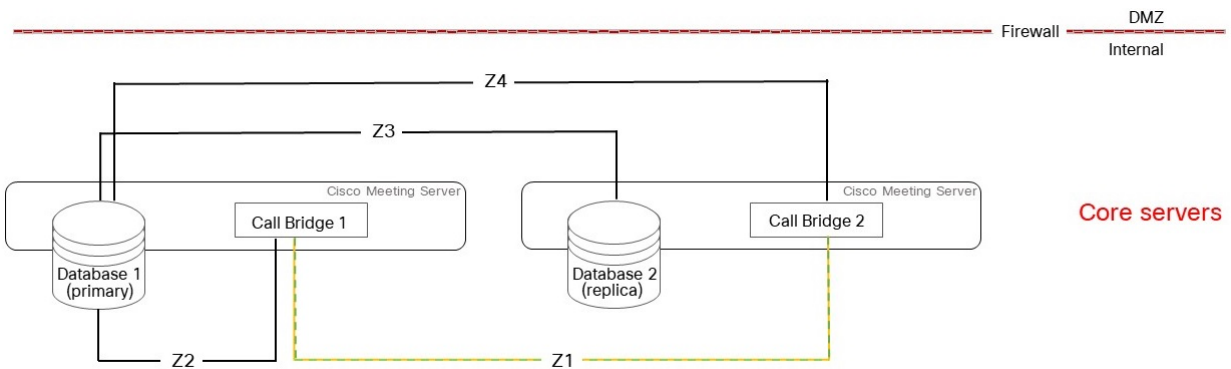 DMZ
Firewall
Internal
Z4
Z3
Cisco Meeting Server
Cisco Meeting Server
Call Bridge 1
Call Bridge 2
Core servers
Database 1
(primary)
Database 2
(replica)
Z2
Z1